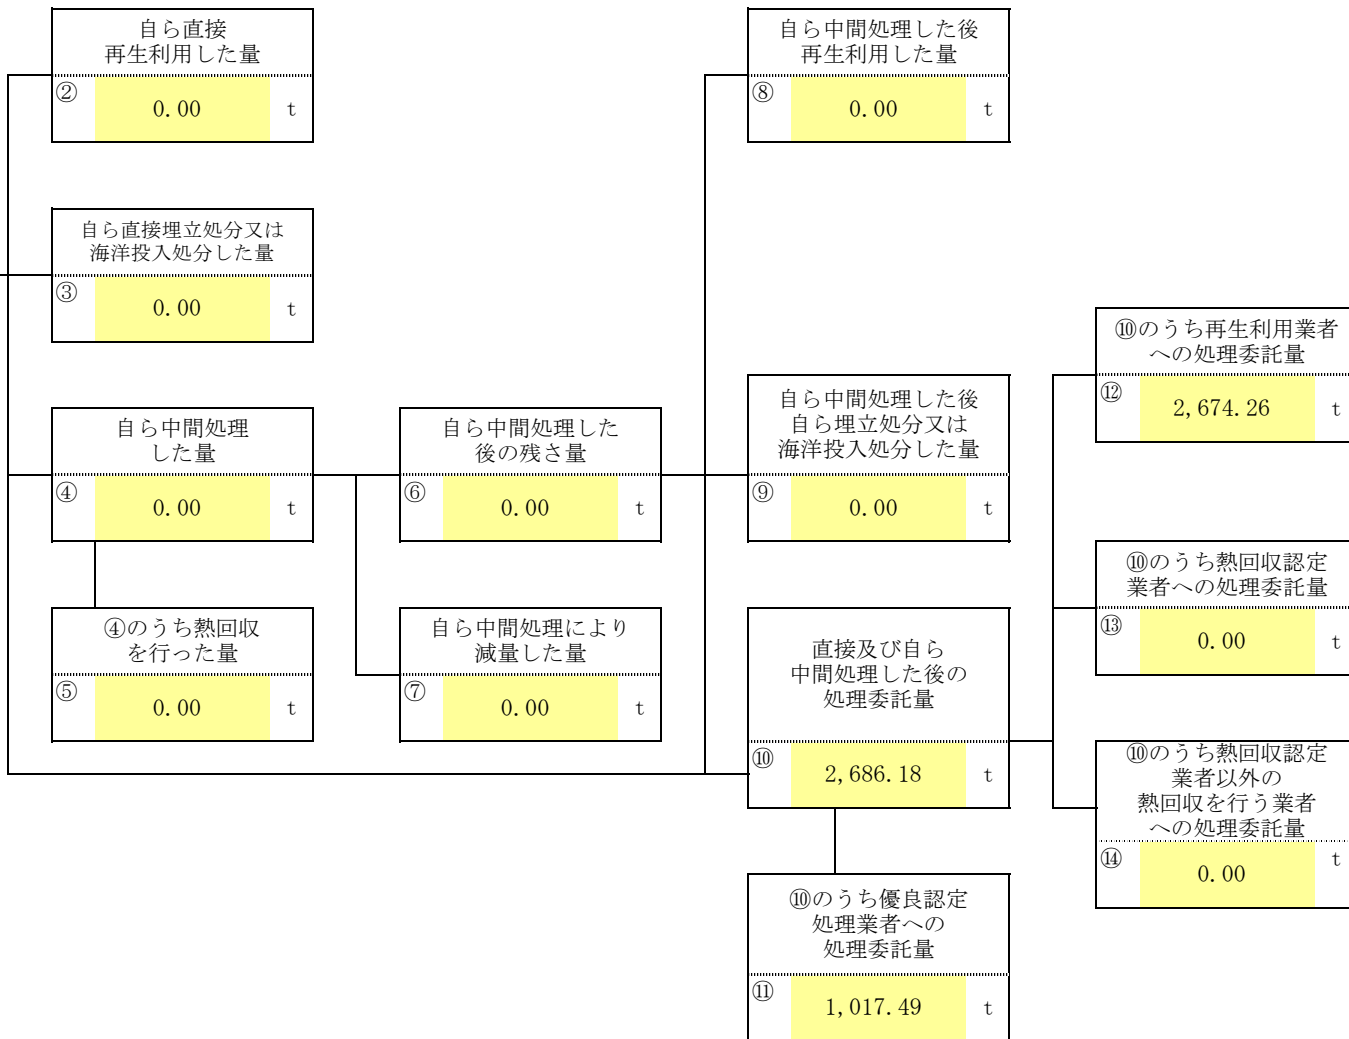 自ら直接
再生利用した量
② 0.00 t
自ら直接埋立処分又は
海洋投入処分した量
③ 0.00 t
自ら中間処理
した量
④ 0.00 t
④のうち熱回収
を行った量
⑤ 0.00 t
自ら中間処理した
後の残さ量
⑥ 0.00 t
自ら中間処理により
減量した量
⑦ 0.00 t
自ら中間処理した後
再生利用した量
⑧ 0.00 t
自ら中間処理した後
自ら埋立処分又は
海洋投入処分した量
⑨ 0.00 t
直接及び自ら
中間処理した後の
処理委託量
⑩ 2,686.18 t
⑩のうち優良認定
処理業者への
処理委託量
⑪ 1,017.49 t
⑩のうち再生利用業者
への処理委託量
⑫ 2,674.26 t
⑩のうち熱回収認定
業者への処理委託量
⑬ 0.00 t
⑩のうち熱回収認定
業者以外の
熱回収を行う業者
への処理委託量
⑭ 0.00 t